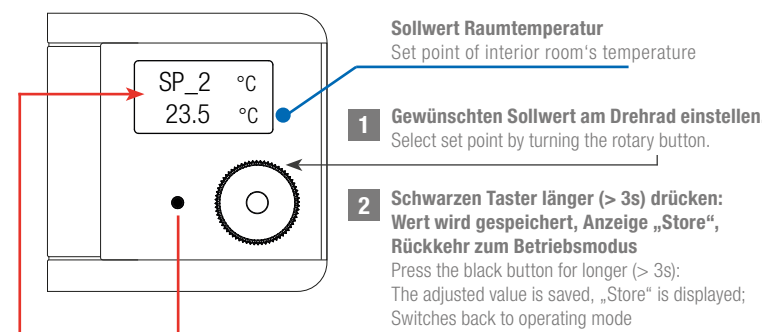 Sollwert Raumtemperatur
Set point of interior room's temperature
SP_2 °C
23.5 °C
1 Gewünschten Sollwert am Drehrad einstellen
Select set point by turning the rotary button.
2 Schwarzen Taster länger (> 3s) drücken:
Wert wird gespeichert, Anzeige „Store“,
Rückkehr zum Betriebsmodus
Press the black button for longer (> 3s):
The adjusted value is saved, „Store“ is displayed;
Switches back to operating mode